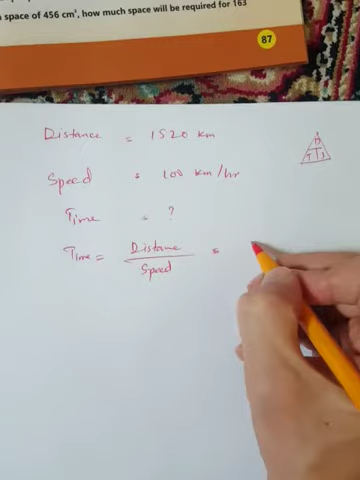 space of 456 cm³, how much space will be required for 163
87
Distance = 1520 km
D
T S
Speed = 100 km/hr
Time = ?
Time = Distance / Speed =